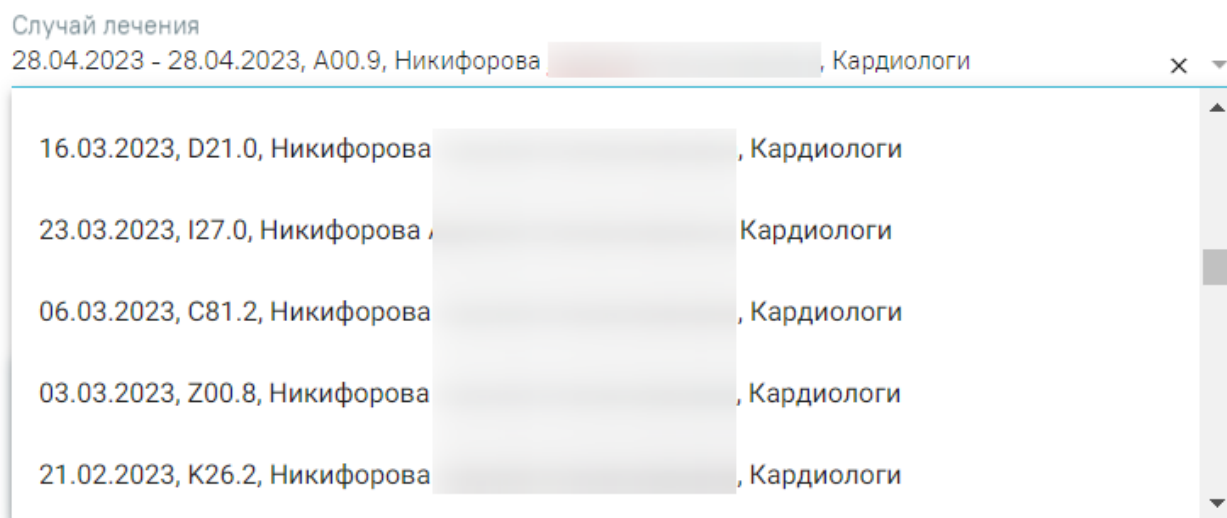 Случай лечения
28.04.2023 - 28.04.2023, A00.9, Никифорова , Кардиологи
16.03.2023, D21.0, Никифорова , Кардиологи
23.03.2023, I27.0, Никифорова Кардиологи
06.03.2023, C81.2, Никифорова , Кардиологи
03.03.2023, Z00.8, Никифорова , Кардиологи
21.02.2023, K26.2, Никифорова , Кардиологи